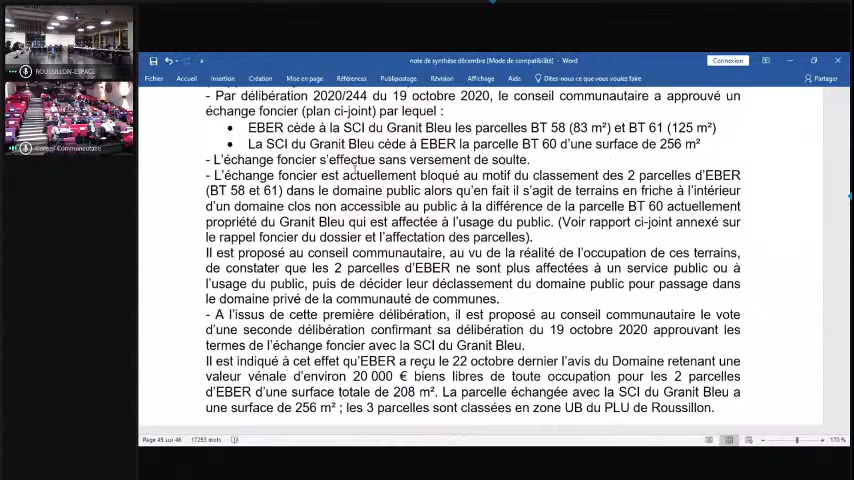 ROUSSILLON-ESPACE
Conseil Communautaire
note de synthèse décembre [Mode de compatibilité] - Word
Connexion
Fichier Accueil Insertion Création Mise en page Références Publipostage Révision Affichage Aide Dites-nous ce que vous voulez faire Partager
- Par délibération 2020/244 du 19 octobre 2020, le conseil communautaire a approuvé un
échange foncier (plan ci-joint) par lequel :
• EBER cède à la SCI du Granit Bleu les parcelles BT 58 (83 m²) et BT 61 (125 m²)
• La SCI du Granit Bleu cède à EBER la parcelle BT 60 d'une surface de 256 m²
- L'échange foncier s'effectue sans versement de soulte.
- L'échange foncier est actuellement bloqué au motif du classement des 2 parcelles d'EBER
(BT 58 et 61) dans le domaine public alors qu'en fait il s'agit de terrains en friche à l'intérieur
d'un domaine clos non accessible au public à la différence de la parcelle BT 60 actuellement
propriété du Granit Bleu qui est affectée à l'usage du public. (Voir rapport ci-joint annexé sur
le rappel foncier du dossier et l'affectation des parcelles).
Il est proposé au conseil communautaire, au vu de la réalité de l'occupation de ces terrains,
de constater que les 2 parcelles d'EBER ne sont plus affectées à un service public ou à
l'usage du public, puis de décider leur déclassement du domaine public pour passage dans
le domaine privé de la communauté de communes.
- A l'issus de cette première délibération, il est proposé au conseil communautaire le vote
d'une seconde délibération confirmant sa délibération du 19 octobre 2020 approuvant les
termes de l'échange foncier avec la SCI du Granit Bleu.
Il est indiqué à cet effet qu'EBER a reçu le 22 octobre dernier l'avis du Domaine retenant une
valeur vénale d'environ 20 000 € biens libres de toute occupation pour les 2 parcelles
d'EBER d'une surface totale de 208 m². La parcelle échangée avec la SCI du Granit Bleu a
une surface de 256 m² ; les 3 parcelles sont classées en zone UB du PLU de Roussillon.
Page 45 sur 46 17253 mots 170 %